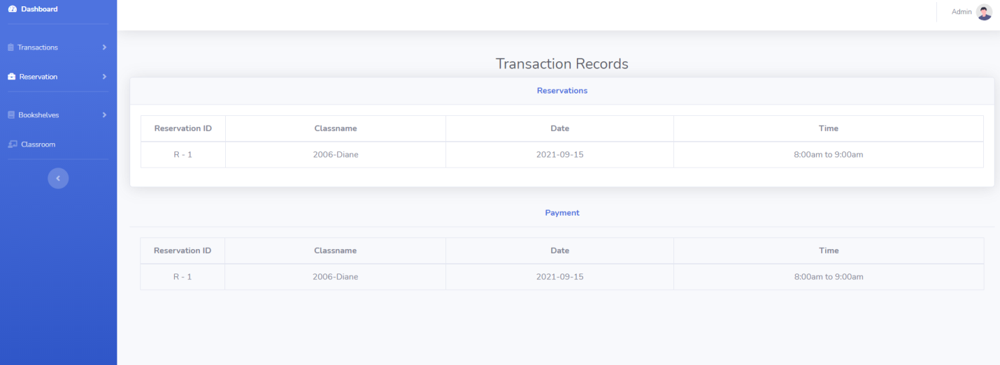 Dashboard
Admin
Transactions
Reservation
Bookshelves
Classroom
Transaction Records
Reservations
Reservation ID Classname Date Time
R - 1 2006-Diane 2021-09-15 8:00am to 9:00am
Payment
Reservation ID Classname Date Time
R - 1 2006-Diane 2021-09-15 8:00am to 9:00am